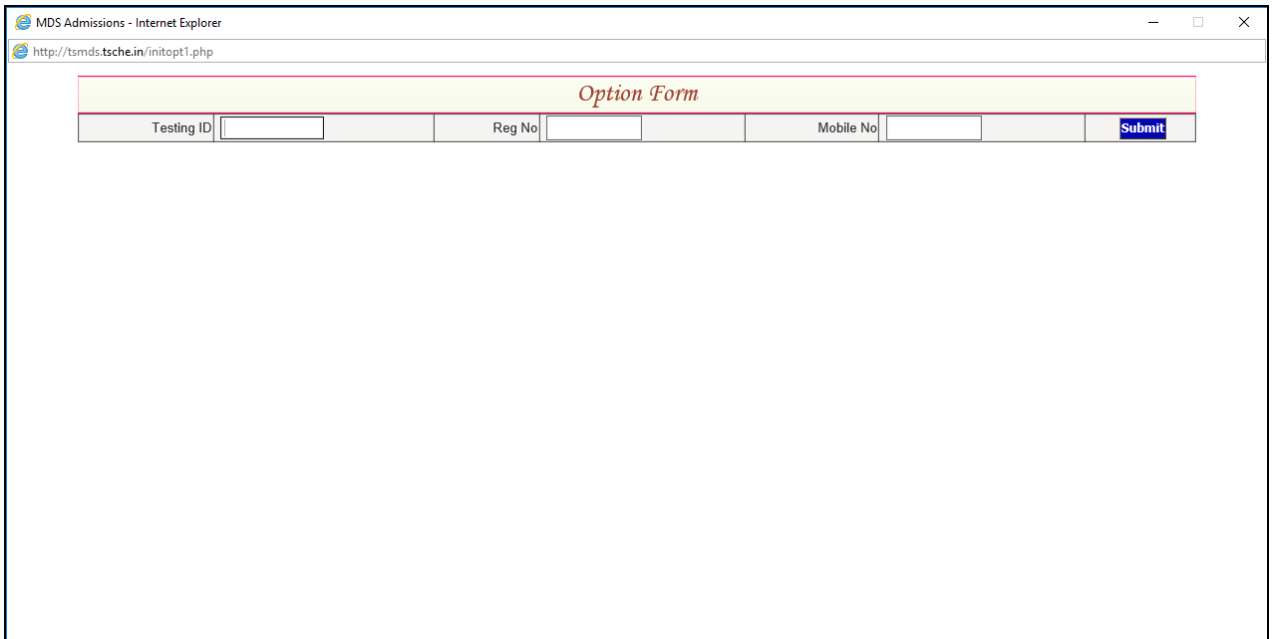 MDS Admissions - Internet Explorer
http://tsmds.tsche.in/initopt1.php
Option Form
Testing ID Reg No Mobile No Submit